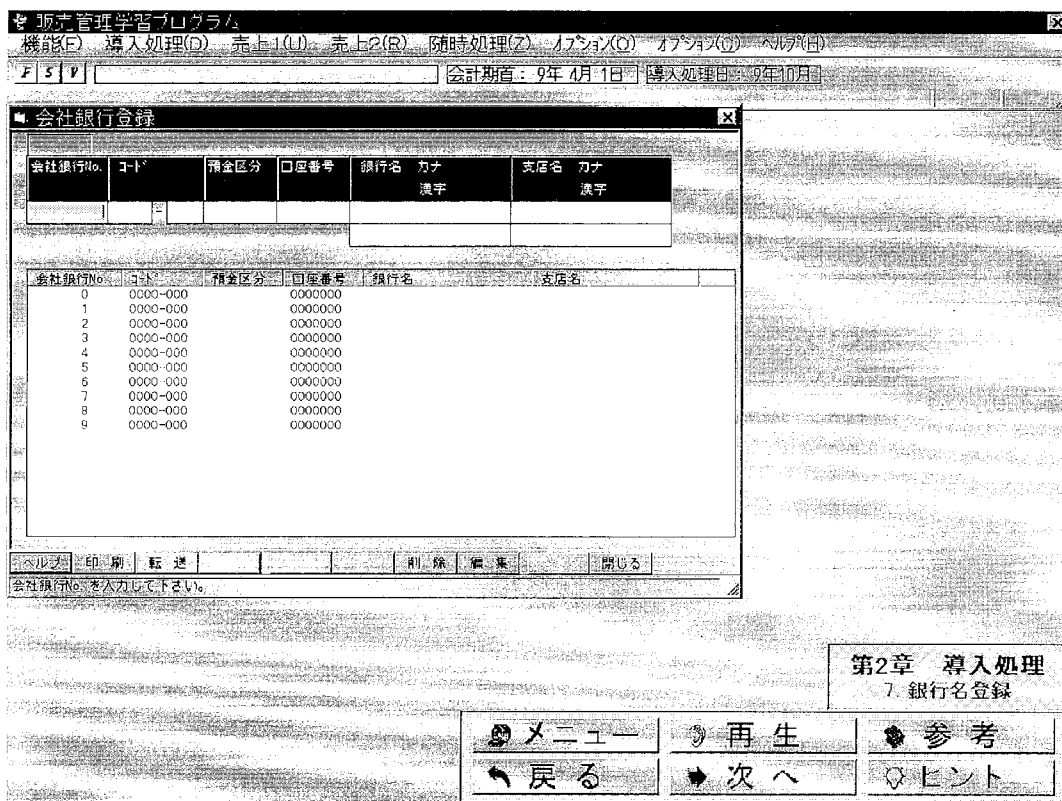 販売管理学習プログラム
機能(F) 導入処理(D) 売上1(U) 売上2(R) 随時処理(Z) オプション(O) オプション(G) ヘルプ(H)
F S V 会計期首: 9年 4月 1日 導入処理日: 9年10月
会社銀行登録
会社銀行No. コード 預金区分 口座番号 銀行名 カナ 支店名 カナ
漢字 漢字
会社銀行No. コード 預金区分 口座番号 銀行名 支店名
0 0000-000 0000000
1 0000-000 0000000
2 0000-000 0000000
3 0000-000 0000000
4 0000-000 0000000
5 0000-000 0000000
6 0000-000 0000000
7 0000-000 0000000
8 0000-000 0000000
9 0000-000 0000000
ヘルプ 印 刷 転 送 削 除 編 集 閉じる
会社銀行No.を入力して下さい。
第2章 導入処理
7. 銀行名登録
メニュー 再 生 参 考
戻 る 次 へ ヒント